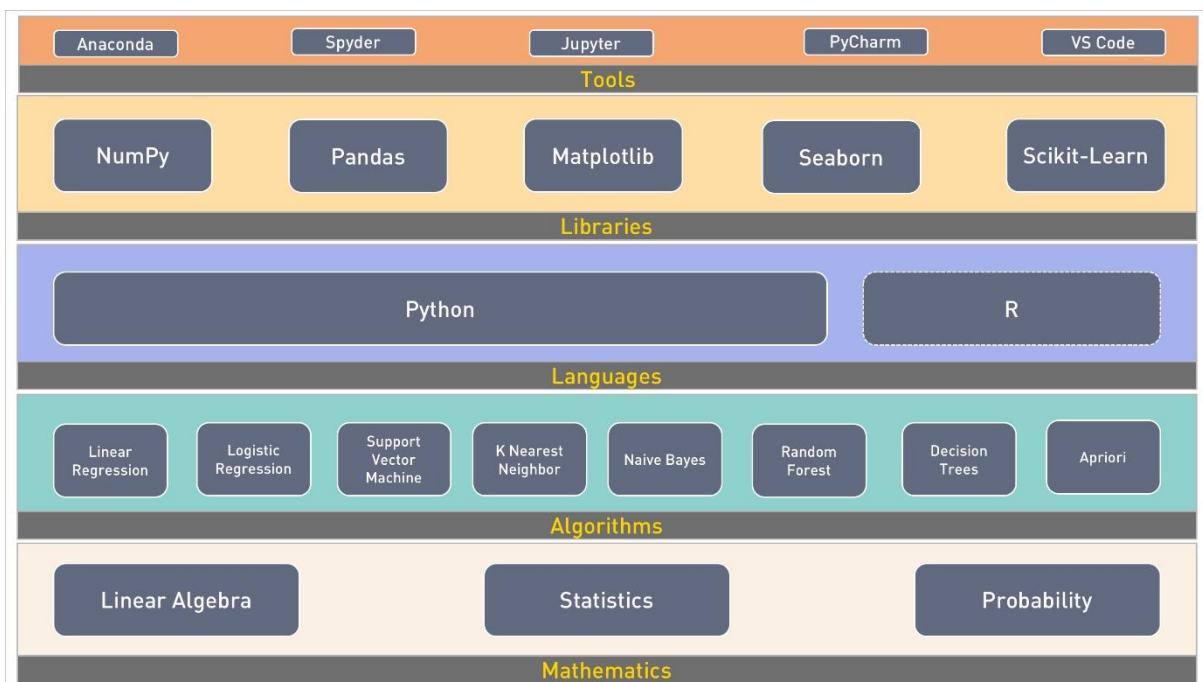 Anaconda
Spyder
Jupyter
PyCharm
VS Code
Tools
NumPy
Pandas
Matplotlib
Seaborn
Scikit-Learn
Libraries
Python
R
Languages
Linear
Regression
Logistic
Regression
Support
Vector
Machine
K Nearest
Neighbor
Naive Bayes
Random
Forest
Decision
Trees
Apriori
Algorithms
Linear Algebra
Statistics
Probability
Mathematics